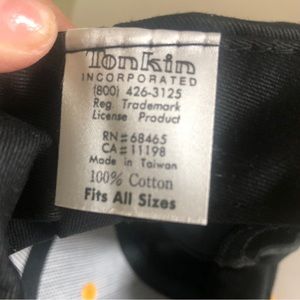 Tonkin
INCORPORATED
(800) 426-3125
Reg. Trademark
License Product
RN#68465
CA#11198
Made in Taiwan
100% Cotton
Fits All Sizes